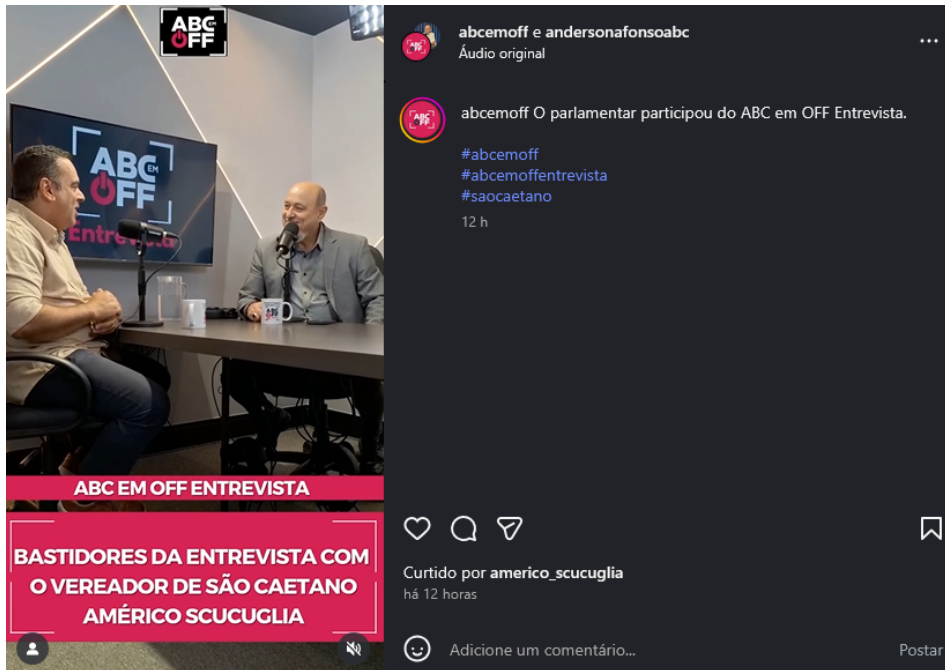 ABC EM
OFF
ABC EM
OFF
Entrevista
ABC EM OFF ENTREVISTA
BASTIDORES DA ENTREVISTA COM
O VEREADOR DE SÃO CAETANO
AMÉRICO SCUCUGLIA
abcemoff e andersonafonsoabc
Áudio original
abcemoff O parlamentar participou do ABC em OFF Entrevista.
#abcemoff
#abcemoffentrevista
#saocaetano
12 h
Curtido por americo_scucuglia
há 12 horas
Adicione um comentário...
Postar